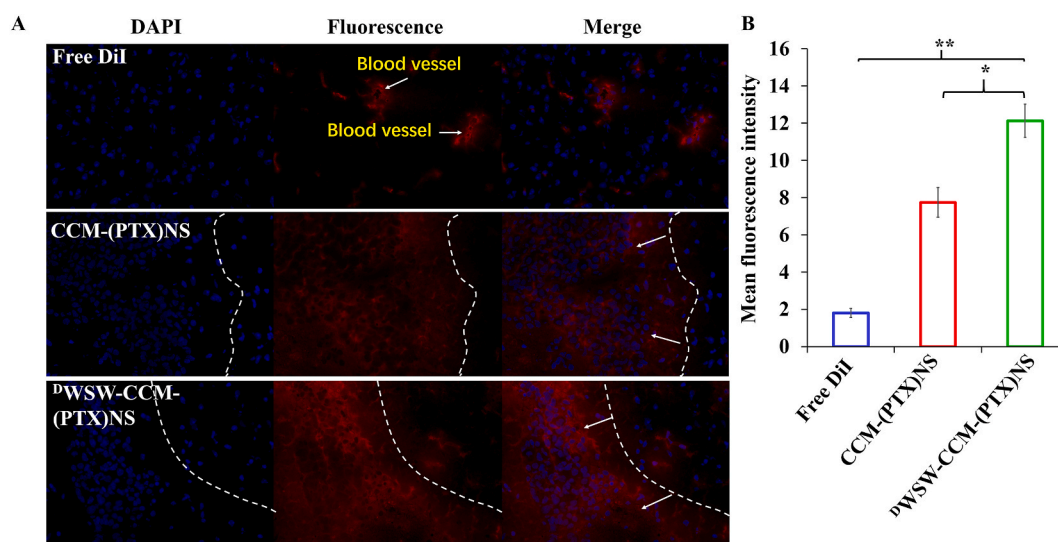 A
DAPI
Fluorescence
Merge
Free DiI
Blood vessel
Blood vessel
CCM-(PTX)NS
ᴰWSW-CCM-
(PTX)NS
B
Mean fluorescence intensity
16
14
12
10
8
6
4
2
0
**
*
Free DiI
CCM-(PTX)NS
ᴰWSW-CCM-(PTX)NS